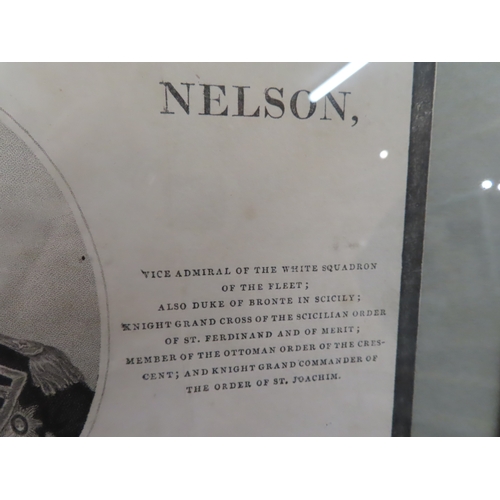 NELSON,
VICE ADMIRAL OF THE WHITE SQUADRON
OF THE FLEET;
ALSO DUKE OF BRONTE IN SCICILY;
KNIGHT GRAND CROSS OF THE SCICILIAN ORDER
OF ST. FERDINAND AND OF MERIT;
MEMBER OF THE OTTOMAN ORDER OF THE CRES-
CENT; AND KNIGHT GRAND COMMANDER OF
THE ORDER OF ST. JOACHIM.